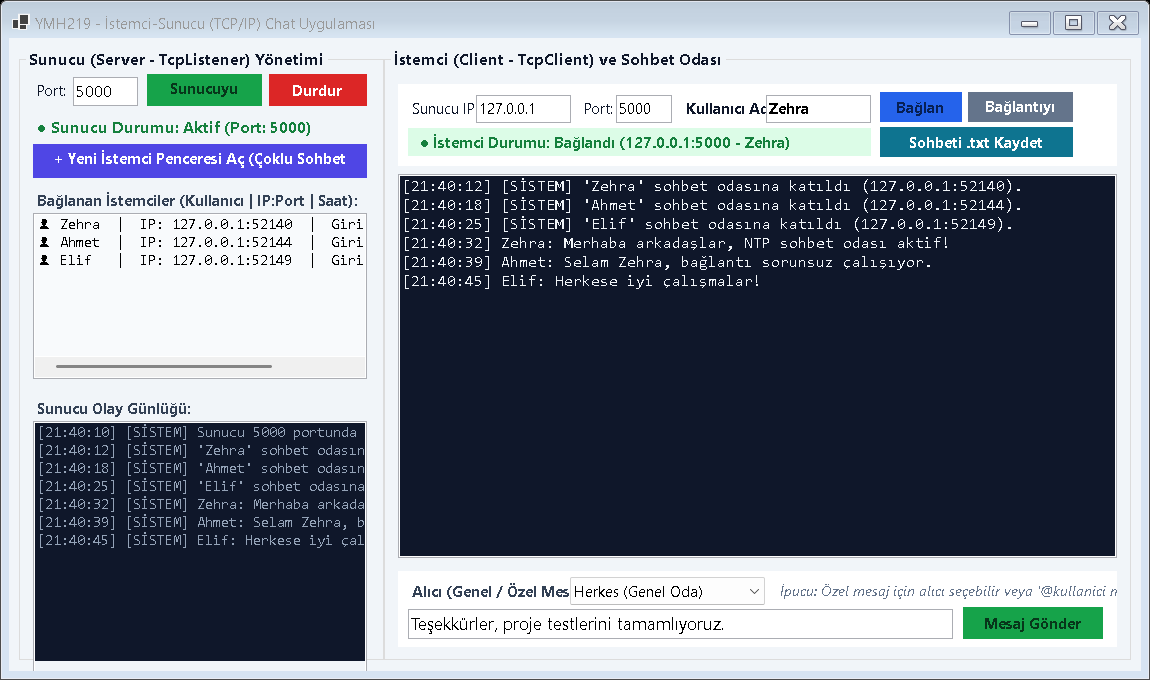 YMH219 - İstemci-Sunucu (TCP/IP) Chat Uygulaması
Sunucu (Server - TcpListener) Yönetimi
Port: 5000 Sunucuyu Durdur
● Sunucu Durumu: Aktif (Port: 5000)
+ Yeni İstemci Penceresi Aç (Çoklu Sohbet
Bağlanan İstemciler (Kullanıcı | IP:Port | Saat):
Zehra | IP: 127.0.0.1:52140 | Giri
Ahmet | IP: 127.0.0.1:52144 | Giri
Elif | IP: 127.0.0.1:52149 | Giri
Sunucu Olay Günlüğü:
[21:40:10] [SİSTEM] Sunucu 5000 portunda
[21:40:12] [SİSTEM] 'Zehra' sohbet odasın
[21:40:18] [SİSTEM] 'Ahmet' sohbet odasın
[21:40:25] [SİSTEM] 'Elif' sohbet odasına
[21:40:32] [SİSTEM] Zehra: Merhaba arkada
[21:40:39] [SİSTEM] Ahmet: Selam Zehra, b
[21:40:45] [SİSTEM] Elif: Herkese iyi çal
İstemci (Client - TcpClient) ve Sohbet Odası
Sunucu IP 127.0.0.1 Port: 5000 Kullanıcı Ad Zehra Bağlan Bağlantıyı
● İstemci Durumu: Bağlandı (127.0.0.1:5000 - Zehra) Sohbeti .txt Kaydet
[21:40:12] [SİSTEM] 'Zehra' sohbet odasına katıldı (127.0.0.1:52140).
[21:40:18] [SİSTEM] 'Ahmet' sohbet odasına katıldı (127.0.0.1:52144).
[21:40:25] [SİSTEM] 'Elif' sohbet odasına katıldı (127.0.0.1:52149).
[21:40:32] Zehra: Merhaba arkadaşlar, NTP sohbet odası aktif!
[21:40:39] Ahmet: Selam Zehra, bağlantı sorunsuz çalışıyor.
[21:40:45] Elif: Herkese iyi çalışmalar!
Alıcı (Genel / Özel Mes Herkes (Genel Oda) İpucu: Özel mesaj için alıcı seçebilir veya '@kullanici m
Teşekkürler, proje testlerini tamamlıyoruz. Mesaj Gönder